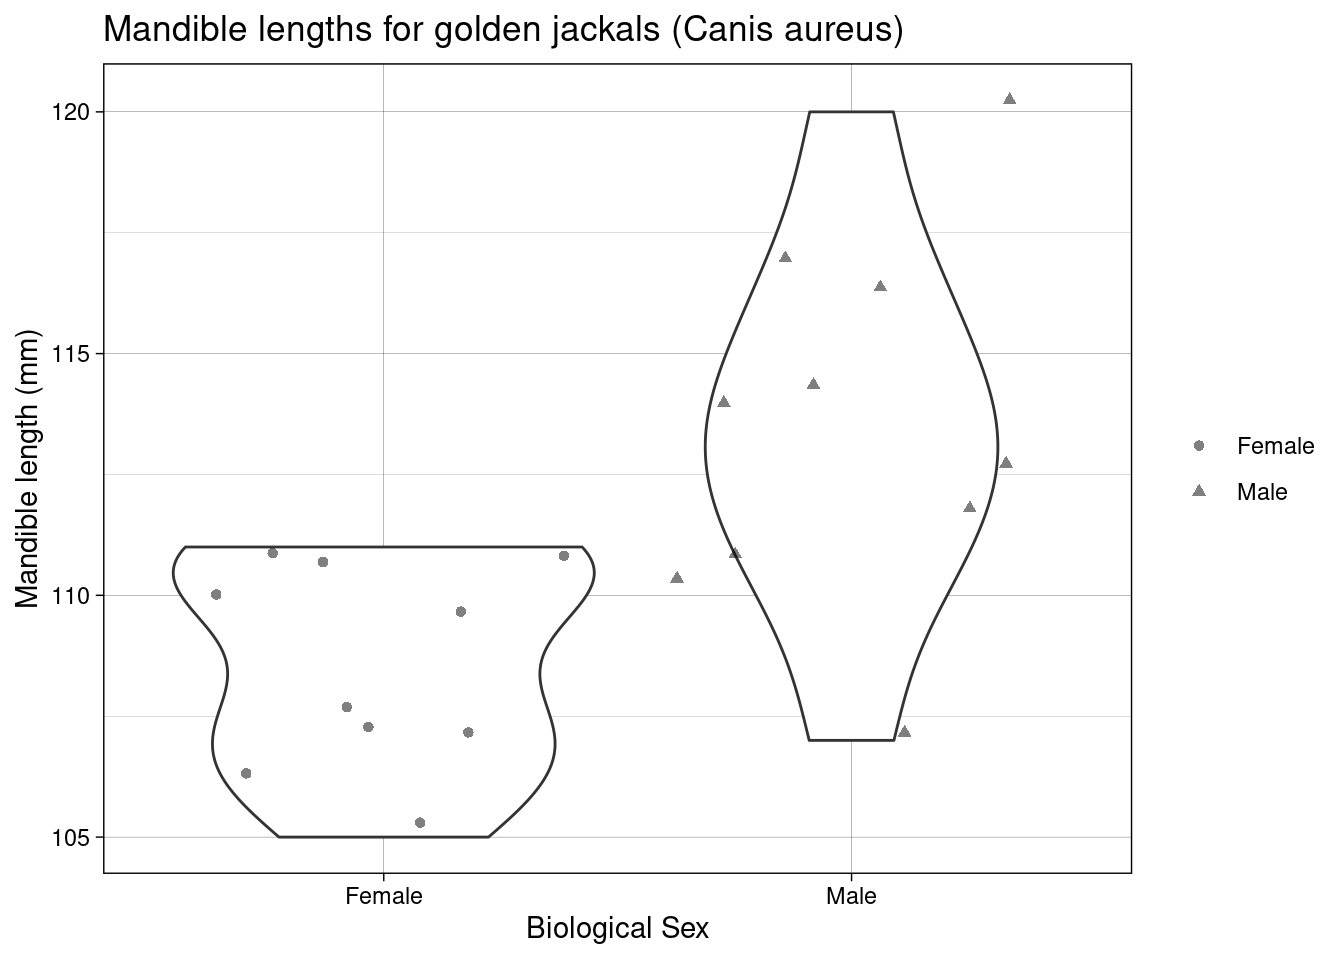 Mandible lengths for golden jackals (Canis aureus)
Mandible length (mm)
120
115
110
105
Female
Male
Biological Sex
Female
Male